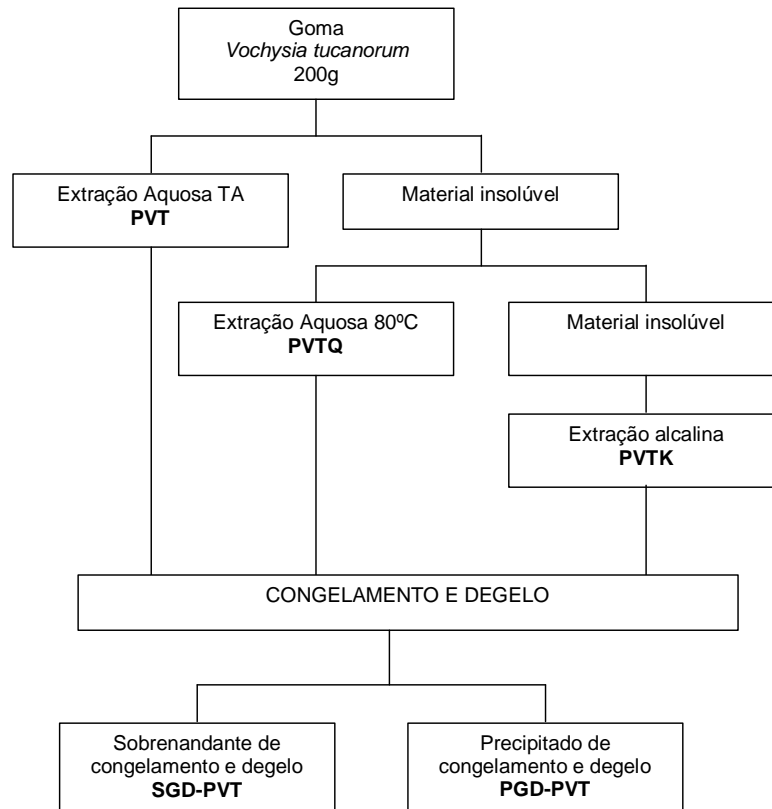 Goma
Vochysia tucanorum
200g
Extração Aquosa TA
PVT
Material insolúvel
Extração Aquosa 80ºC
PVTQ
Material insolúvel
Extração alcalina
PVTK
CONGELAMENTO E DEGELO
Sobrenandante de
congelamento e degelo
SGD-PVT
Precipitado de
congelamento e degelo
PGD-PVT